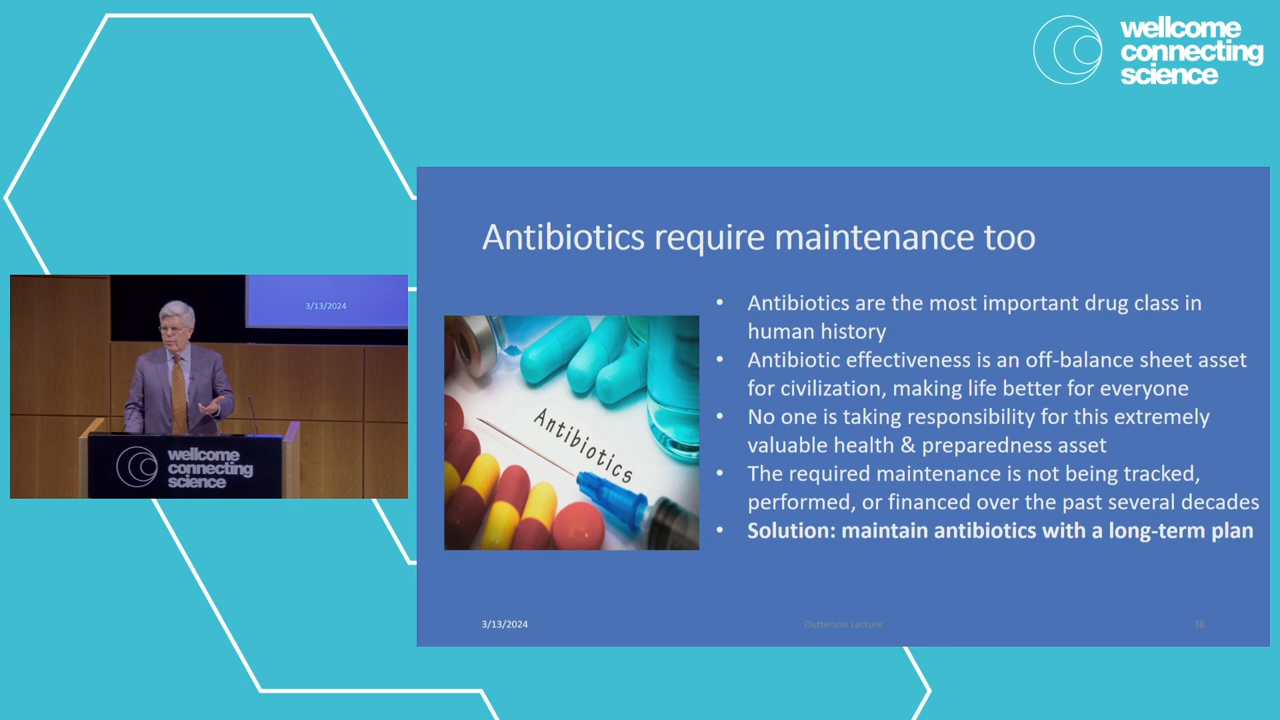 wellcome
connecting
science
Antibiotics require maintenance too
• Antibiotics are the most important drug class in
human history
• Antibiotic effectiveness is an off-balance sheet asset
for civilization, making life better for everyone
• No one is taking responsibility for this extremely
valuable health & preparedness asset
• The required maintenance is not being tracked,
performed, or financed over the past several decades
• Solution: maintain antibiotics with a long-term plan
Antibiotics
3/13/2024
Outterson Lecture
38
3/13/2024
wellcome
connecting
science